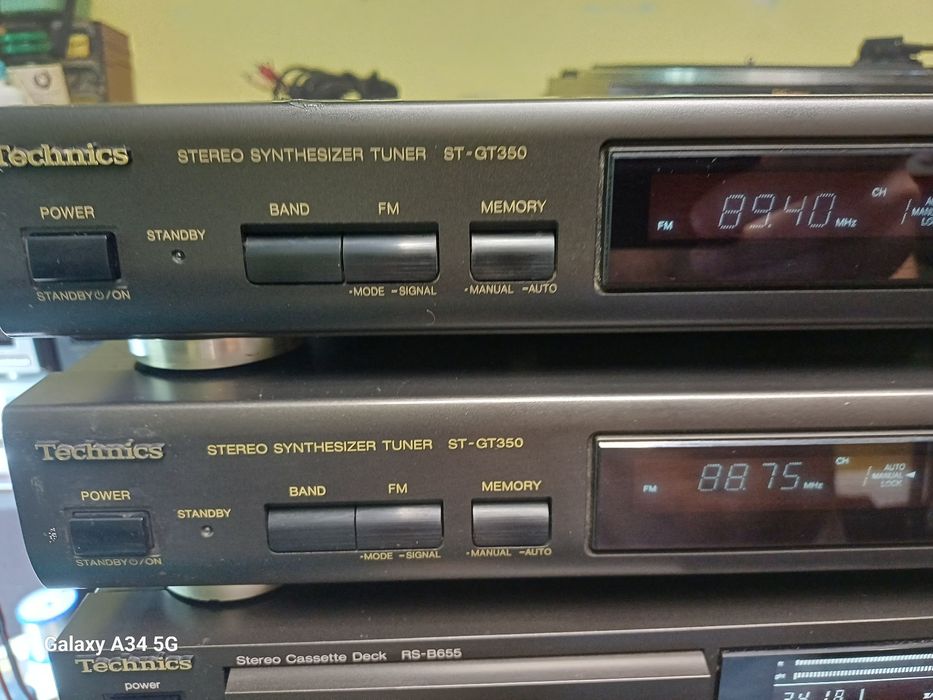 Technics STEREO SYNTHESIZER TUNER ST-GT350
POWER STANDBY BAND FM MEMORY
FM 89.40 MHz CH 1
STANDBY⏻/ON -MODE -SIGNAL -MANUAL -AUTO
Technics STEREO SYNTHESIZER TUNER ST-GT350
POWER STANDBY BAND FM MEMORY
FM 88.75 MHz CH 1 AUTO
MANUAL
LOCK
STANDBY⏻/ON -MODE -SIGNAL -MANUAL -AUTO
Galaxy A34 5G
Technics Stereo Cassette Deck RS-B655
power